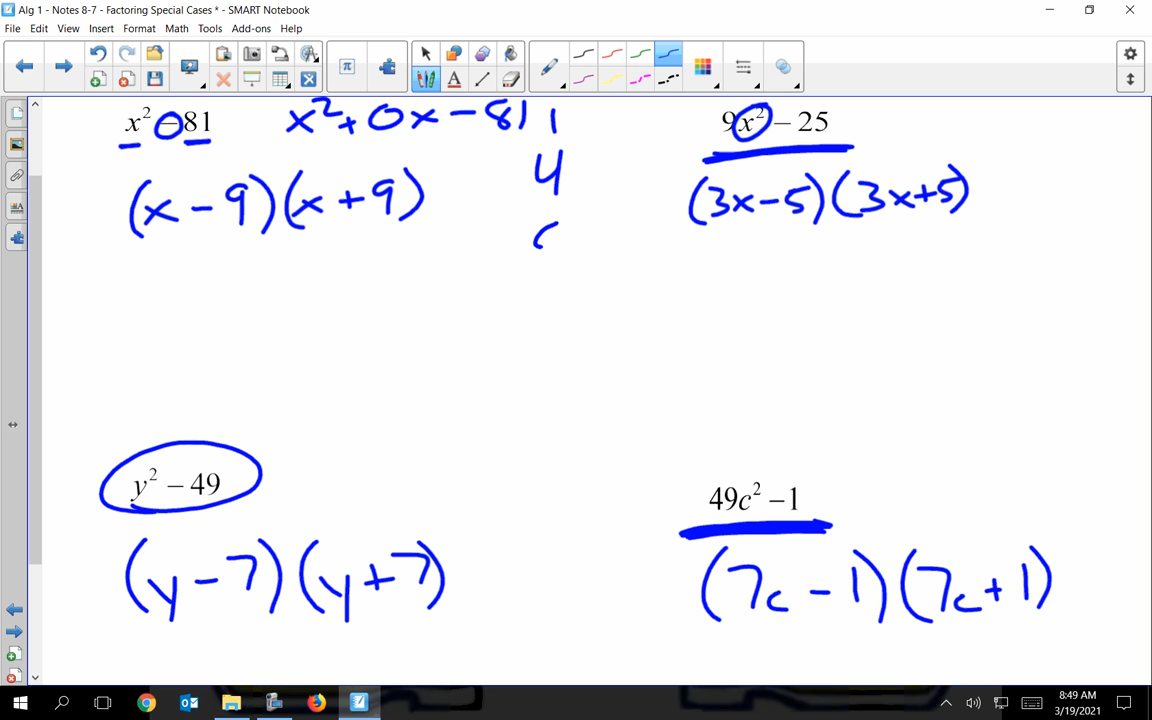 Alg 1 - Notes 8-7 - Factoring Special Cases * - SMART Notebook
File Edit View Insert Format Math Tools Add-ons Help
x² – 81
x² + 0x – 81
1
4
9x² – 25
(x – 9)(x + 9)
(3x – 5)(3x + 5)
y² – 49
49c² – 1
(y – 7)(y + 7)
(7c – 1)(7c + 1)
8:49 AM
3/19/2021